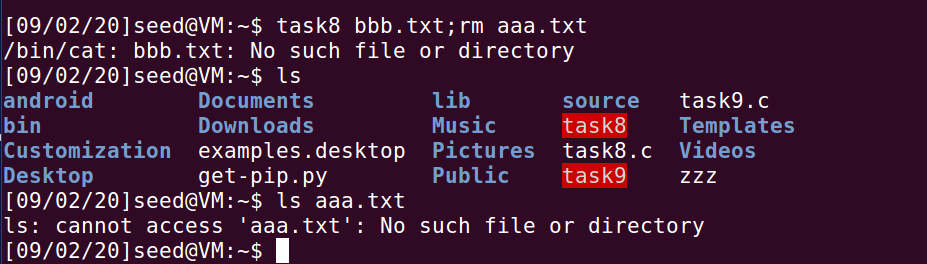 [09/02/20]seed@VM:~$ task8 bbb.txt;rm aaa.txt
/bin/cat: bbb.txt: No such file or directory
[09/02/20]seed@VM:~$ ls
android Documents lib source task9.c
bin Downloads Music task8 Templates
Customization examples.desktop Pictures task8.c Videos
Desktop get-pip.py Public task9 zzz
[09/02/20]seed@VM:~$ ls aaa.txt
ls: cannot access 'aaa.txt': No such file or directory
[09/02/20]seed@VM:~$